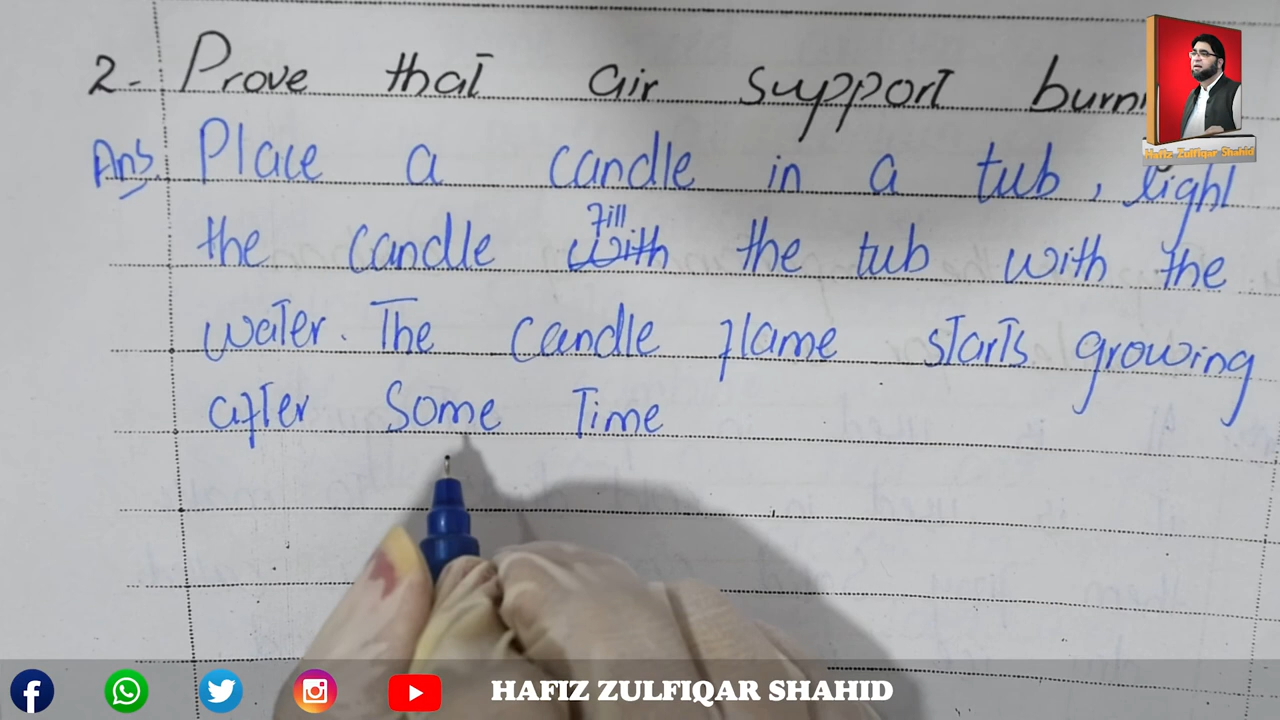 2- Prove that air support burni
Ans. Place a candle in a tub, light
the candle with fill the tub with the
water. The candle flame starts growing
after Some Time
Hafiz Zulfiqar Shahid
HAFIZ ZULFIQAR SHAHID